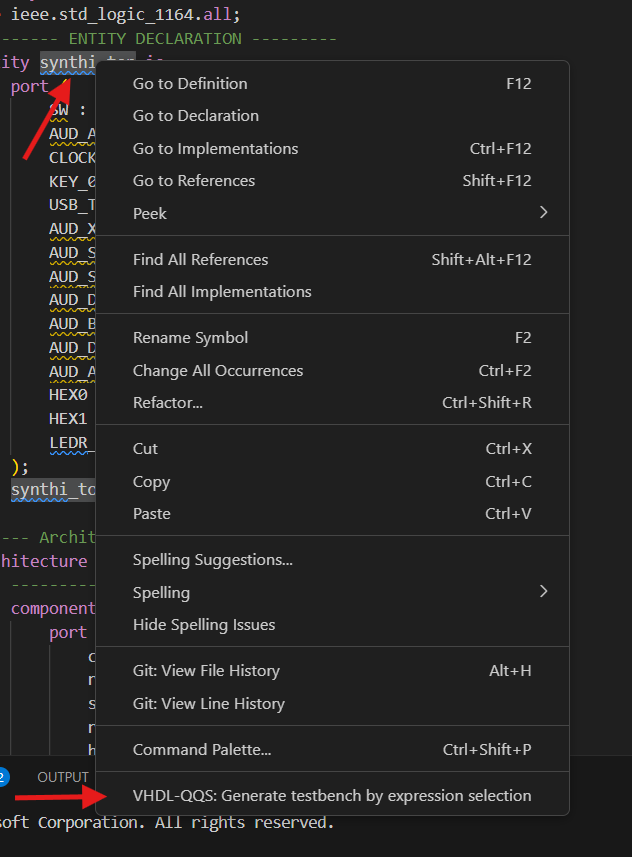 ieee.std_logic_1164.all;
------ ENTITY DECLARATION ---------
ity synthi_top is
port (
SW :
Go to Definition F12
AUD_A
Go to Declaration
CLOCK
Go to Implementations Ctrl+F12
KEY_0
Go to References Shift+F12
USB_T
Peek
AUD_X
AUD_S
Find All References Shift+Alt+F12
AUD_S
Find All Implementations
AUD_D
AUD_B
Rename Symbol F2
AUD_D
Change All Occurrences Ctrl+F2
AUD_A
HEX0
Refactor... Ctrl+Shift+R
HEX1
LEDR_
Cut Ctrl+X
);
Copy Ctrl+C
synthi_to
Paste Ctrl+V
--- Archit
hitecture
Spelling Suggestions...
----------
Spelling
component
Hide Spelling Issues
port
c
Git: View File History Alt+H
r
s
Git: View Line History
r
h
Command Palette... Ctrl+Shift+P
2
OUTPUT
VHDL-QQS: Generate testbench by expression selection
soft Corporation. All rights reserved.